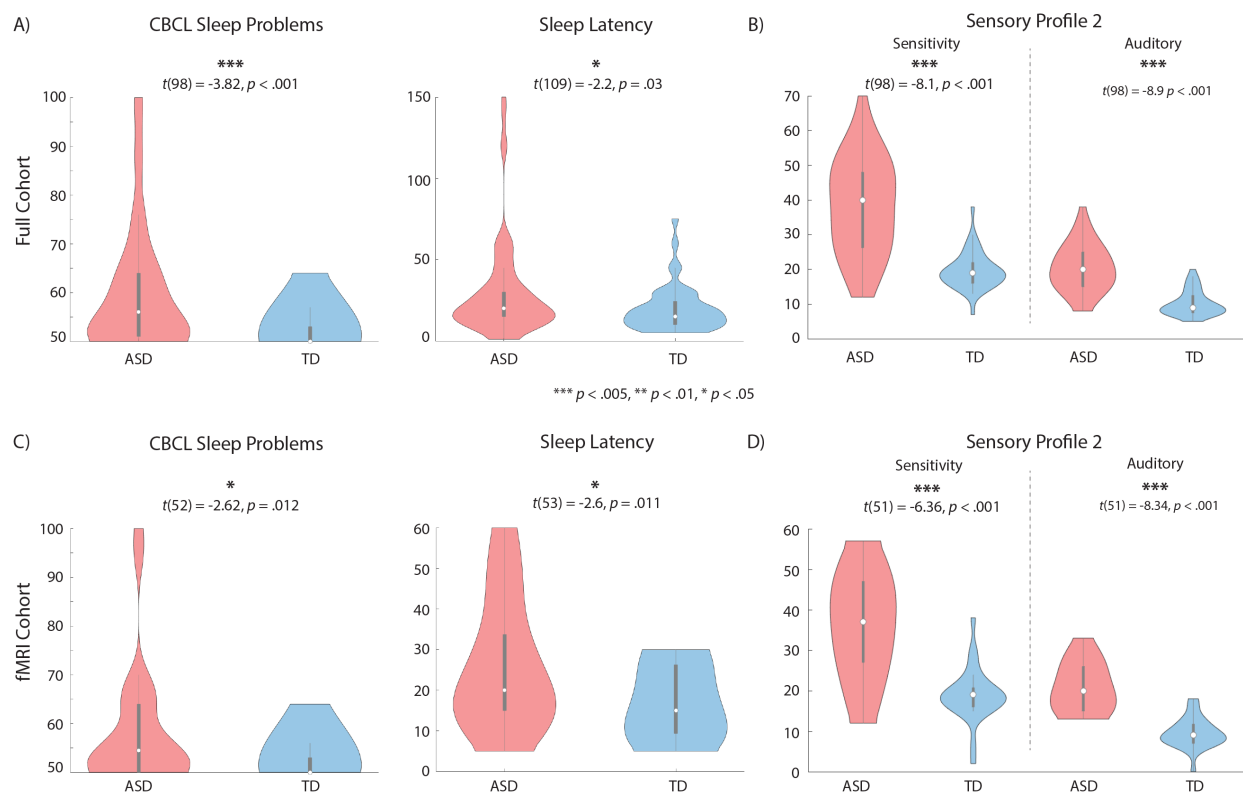 A)
CBCL Sleep Problems
***
t(98) = -3.82, p < .001
Full Cohort
100
80
70
60
50
ASD
TD
Sleep Latency
*
t(109) = -2.2, p = .03
150
100
50
0
ASD
TD
B)
Sensory Profile 2
Sensitivity
***
t(98) = -8.1, p < .001
Auditory
***
t(98) = -8.9 p < .001
70
60
50
40
30
20
10
0
ASD
TD
ASD
TD
*** p < .005, ** p < .01, * p < .05
C)
CBCL Sleep Problems
*
t(52) = -2.62, p = .012
fMRI Cohort
100
90
80
70
60
50
ASD
TD
Sleep Latency
*
t(53) = -2.6, p = .011
60
50
40
30
20
10
0
ASD
TD
D)
Sensory Profile 2
Sensitivity
***
t(51) = -6.36, p < .001
Auditory
***
t(51) = -8.34, p < .001
60
50
40
30
20
10
0
ASD
TD
ASD
TD